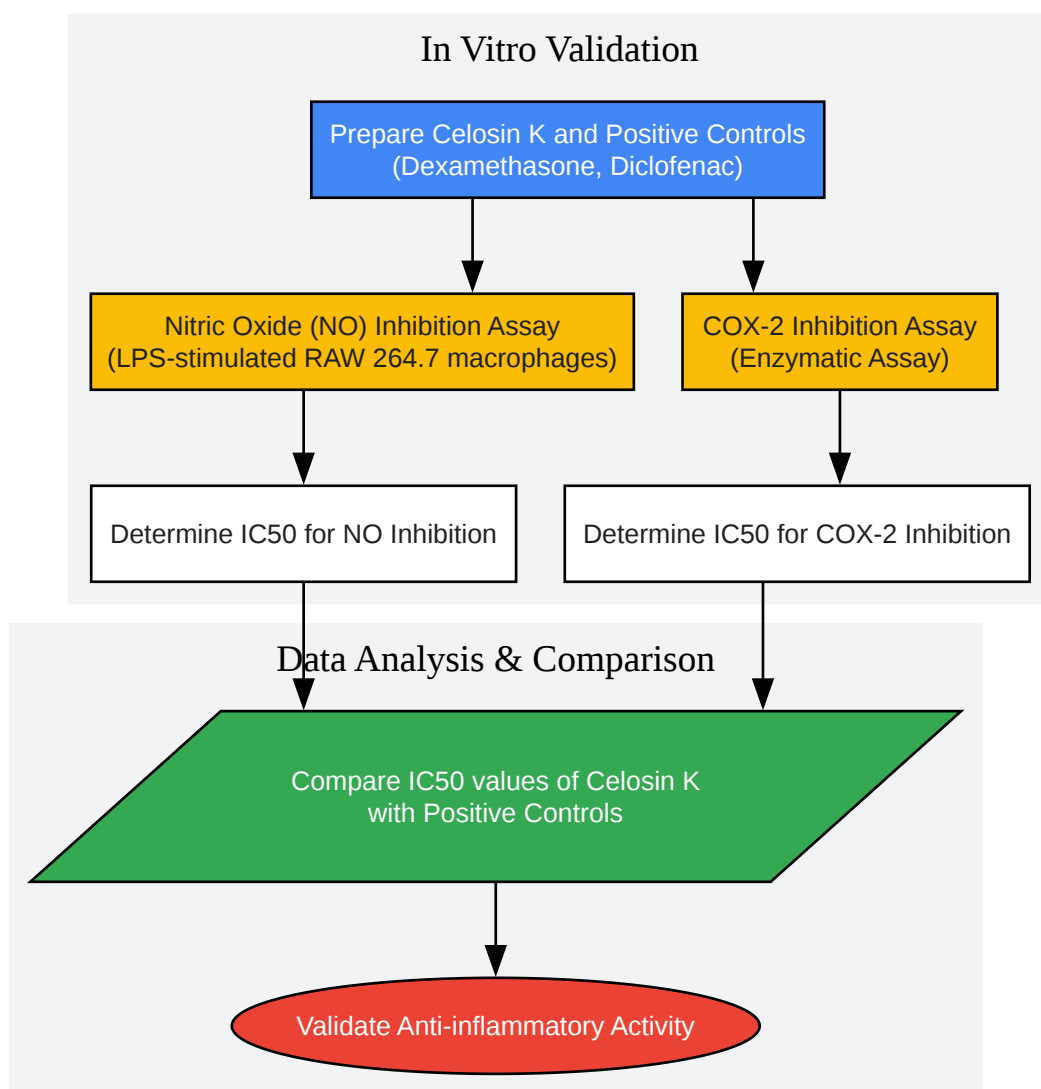 In Vitro Validation
Prepare Celosin K and Positive Controls
(Dexamethasone, Diclofenac)
Nitric Oxide (NO) Inhibition Assay
(LPS-stimulated RAW 264.7 macrophages)
COX-2 Inhibition Assay
(Enzymatic Assay)
Determine IC50 for NO Inhibition
Determine IC50 for COX-2 Inhibition
Data Analysis & Comparison
Compare IC50 values of Celosin K
with Positive Controls
Validate Anti-inflammatory Activity